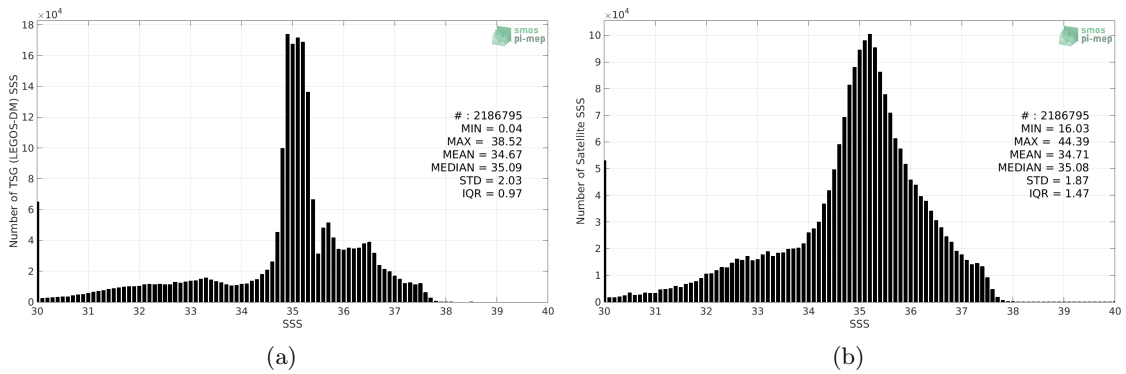 ×10⁴
18
16
14
12
10
8
6
4
2
0
Number of TSG (LEGOS-DM) SSS
30 31 32 33 34 35 36 37 38 39 40
SSS
smos
pi-mep
# : 2186795
MIN = 0.04
MAX = 38.52
MEAN = 34.67
MEDIAN = 35.09
STD = 2.03
IQR = 0.97
(a)
×10⁴
10
9
8
7
6
5
4
3
2
1
0
Number of Satellite SSS
30 31 32 33 34 35 36 37 38 39 40
SSS
smos
pi-mep
# : 2186795
MIN = 16.03
MAX = 44.39
MEAN = 34.71
MEDIAN = 35.08
STD = 1.87
IQR = 1.47
(b)